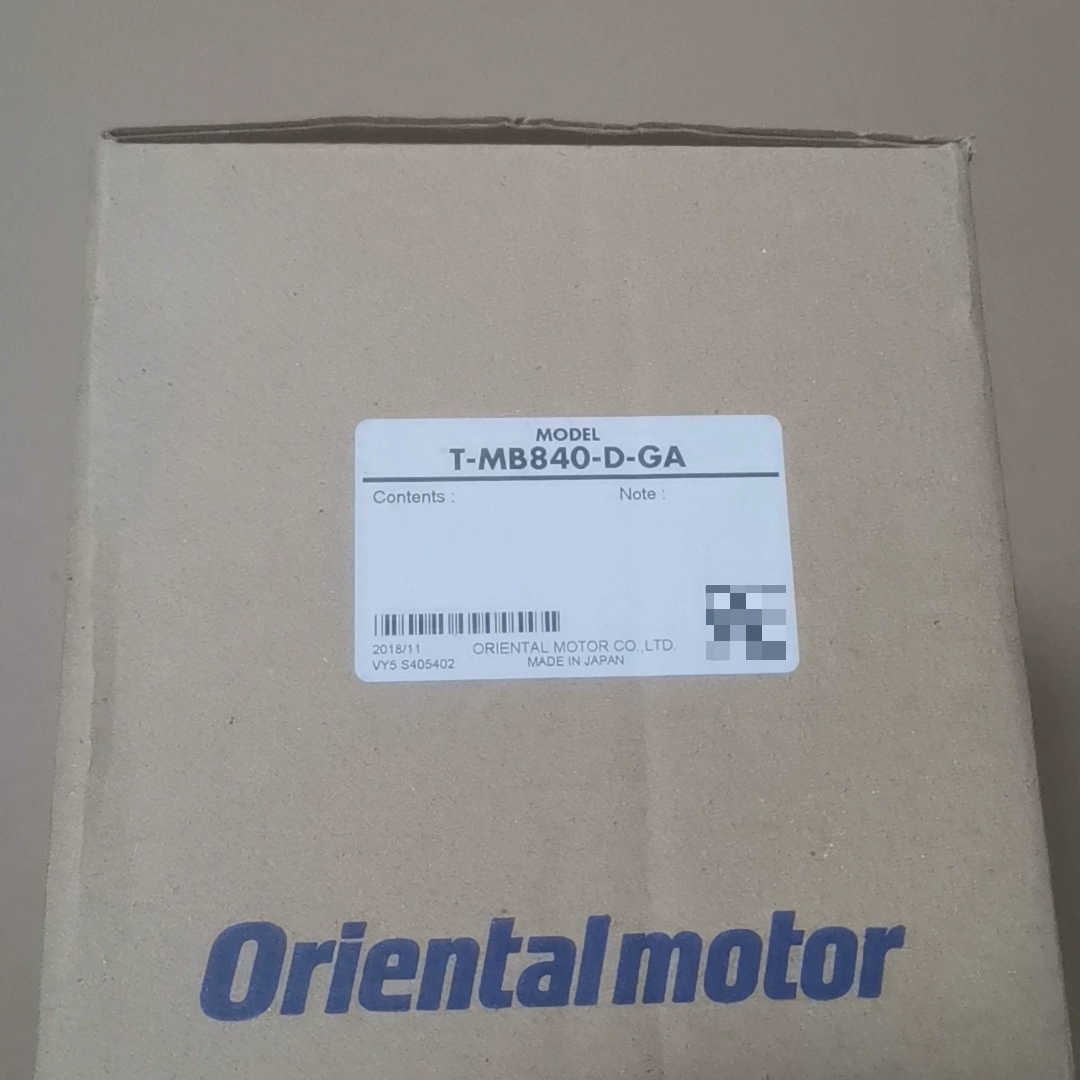 MODEL
T-MB840-D-GA
Contents :
Note :
2018/11
VY5 S405402
ORIENTAL MOTOR CO.,LTD.
MADE IN JAPAN
Orientalmotor